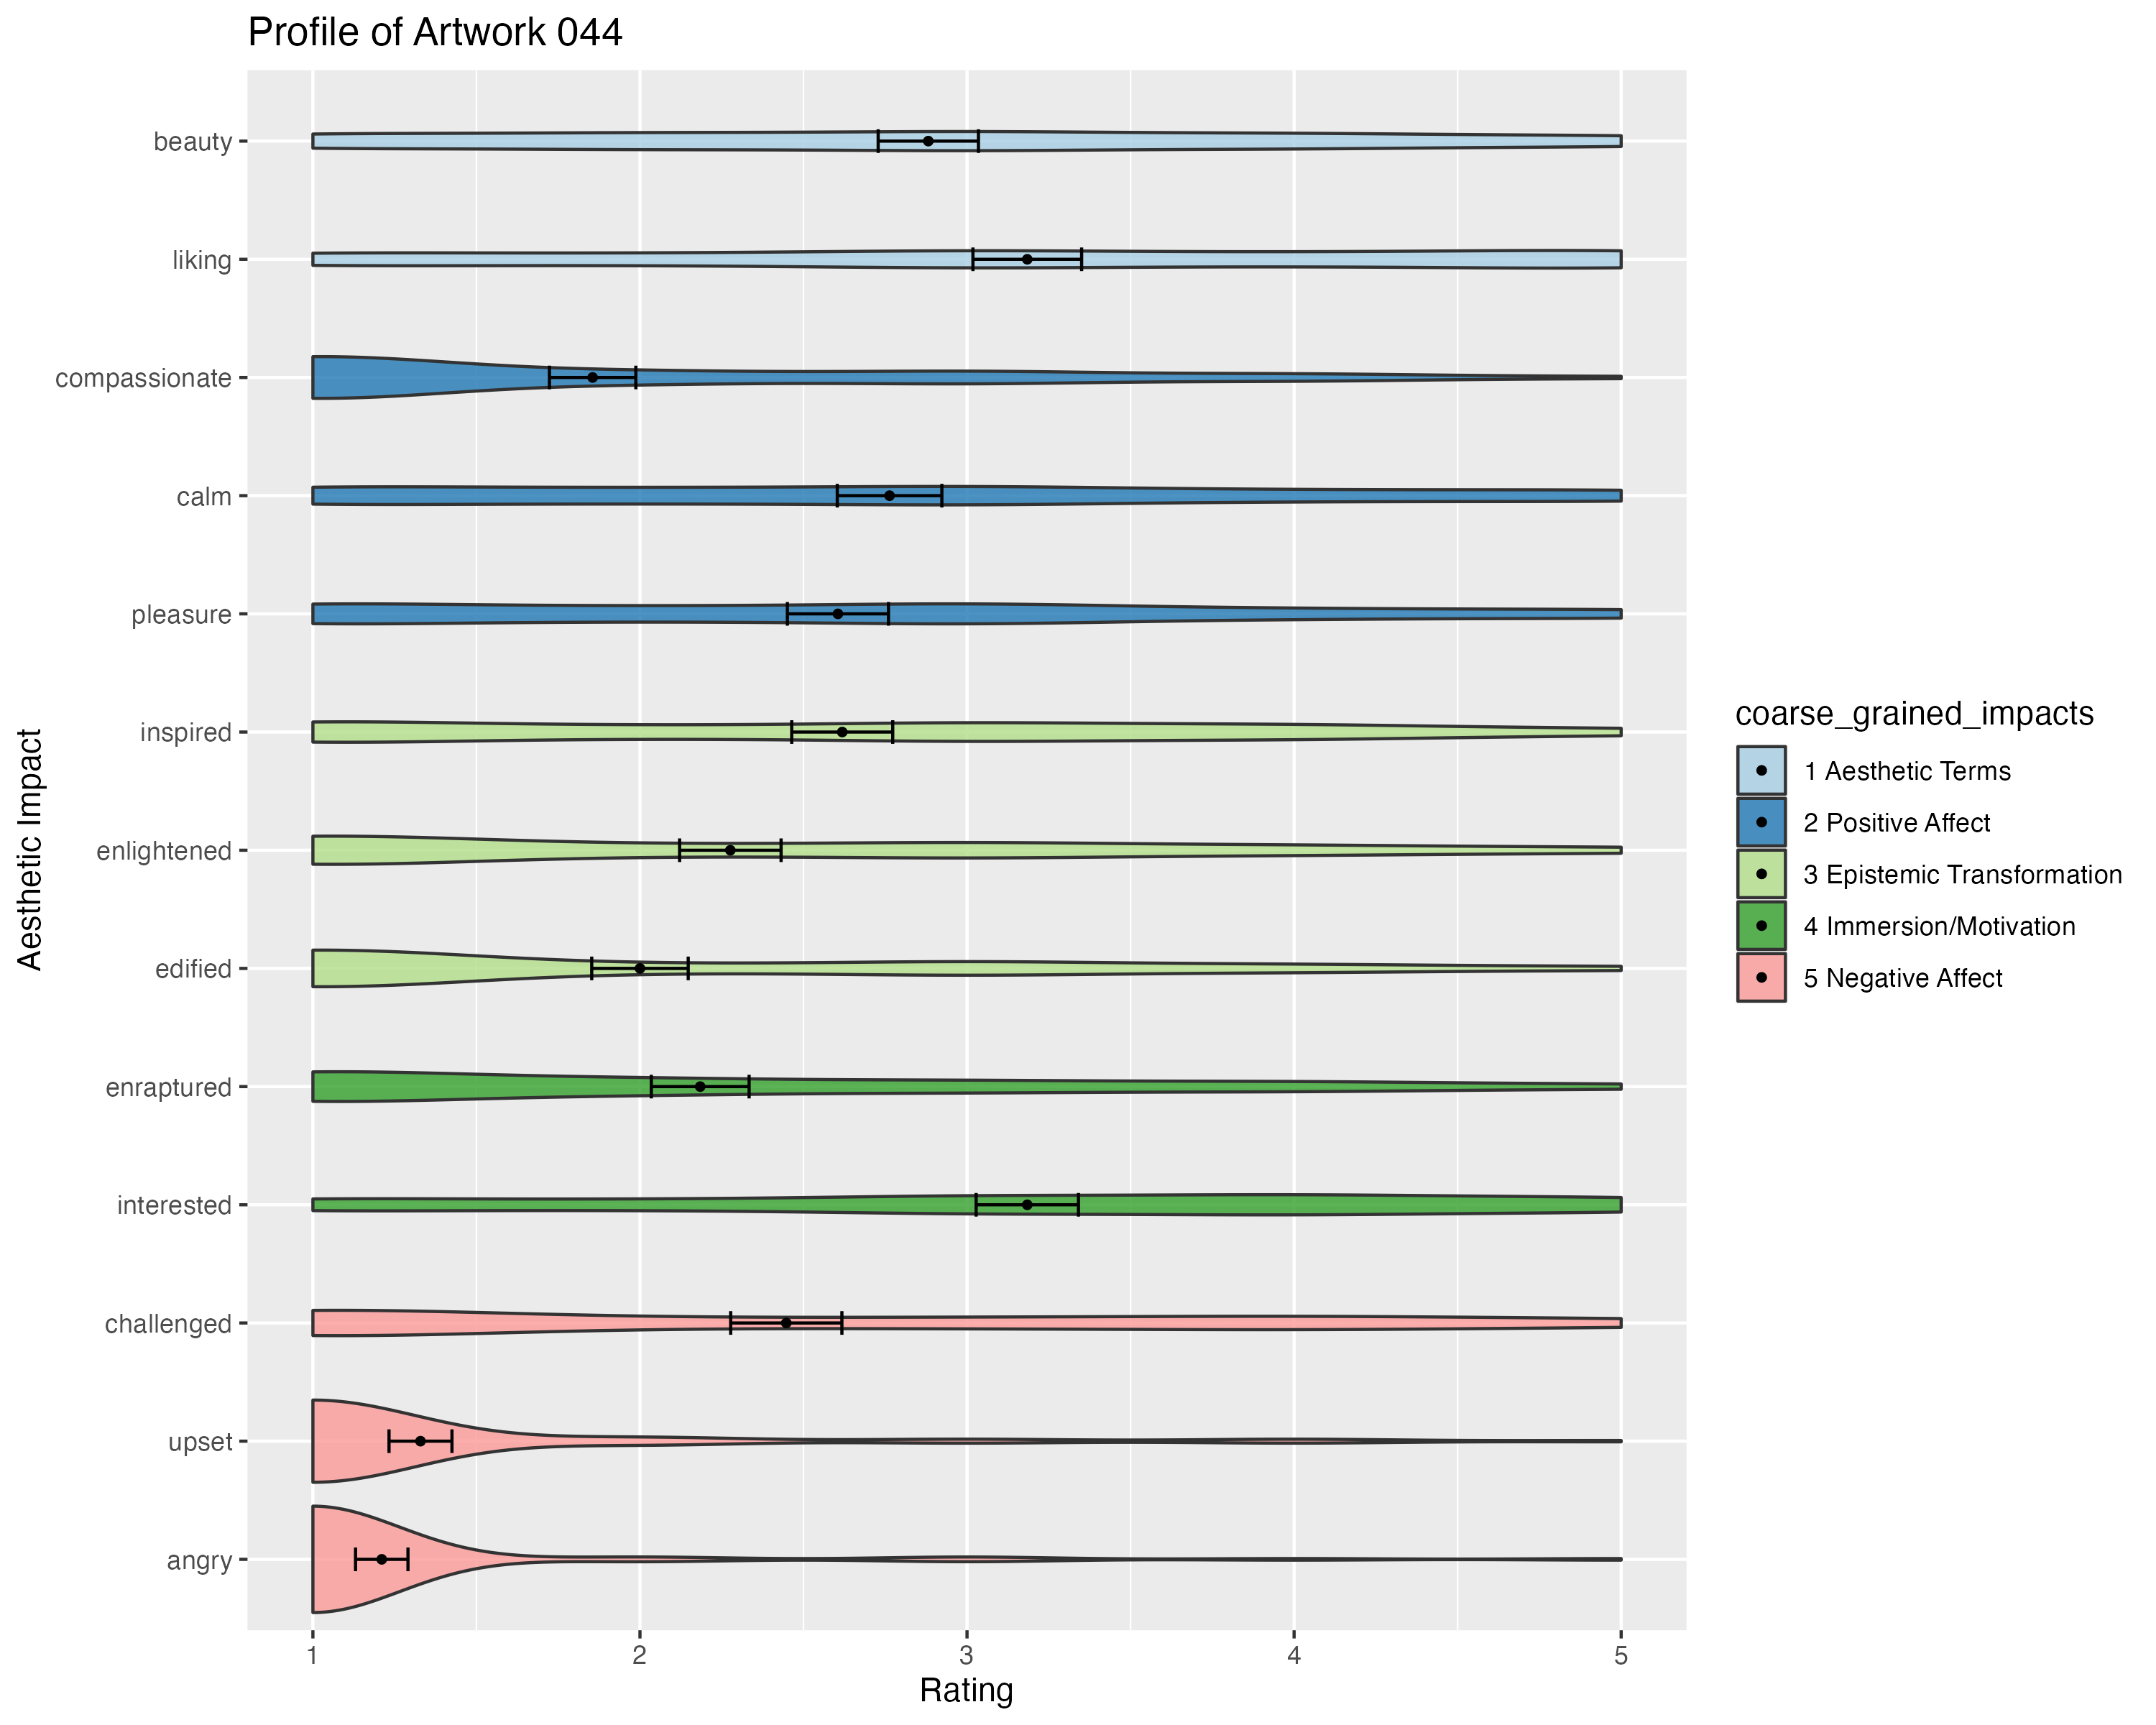 Profile of Artwork 044
Aesthetic Impact
beauty
liking
compassionate
calm
pleasure
inspired
enlightened
edified
enraptured
interested
challenged
upset
angry
1 2 3 4 5
Rating
coarse_grained_impacts
1 Aesthetic Terms
2 Positive Affect
3 Epistemic Transformation
4 Immersion/Motivation
5 Negative Affect